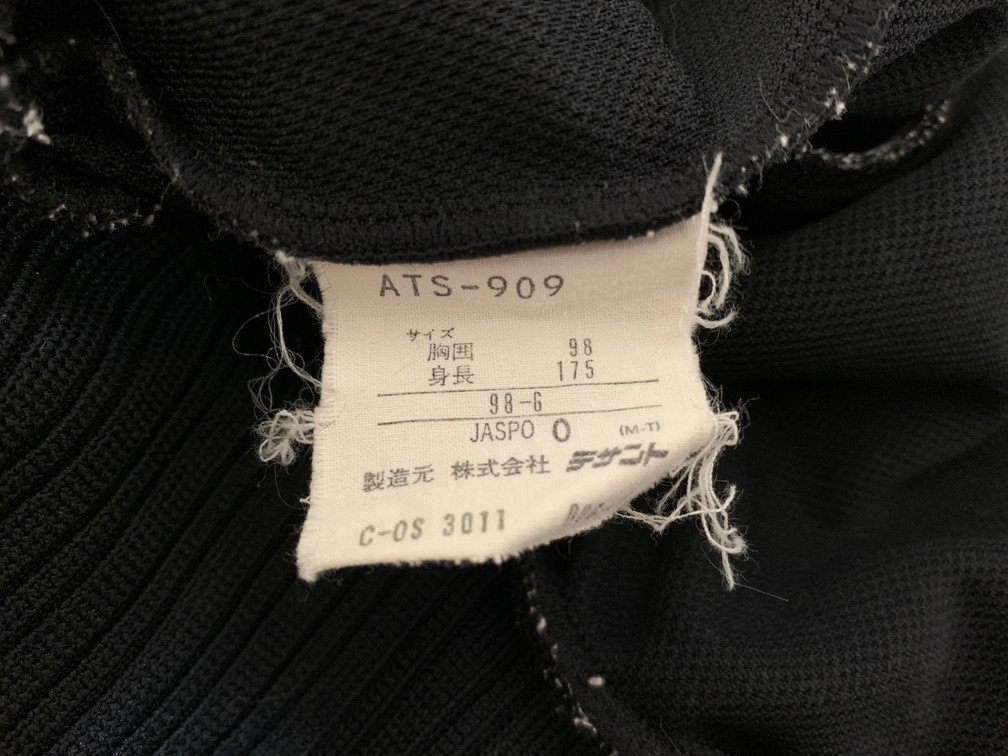 ATS-909
サイズ
胸囲 98
身長 175
98-6
JASPO O (M-T)
製造元 株式会社 デサント
C-OS 3011